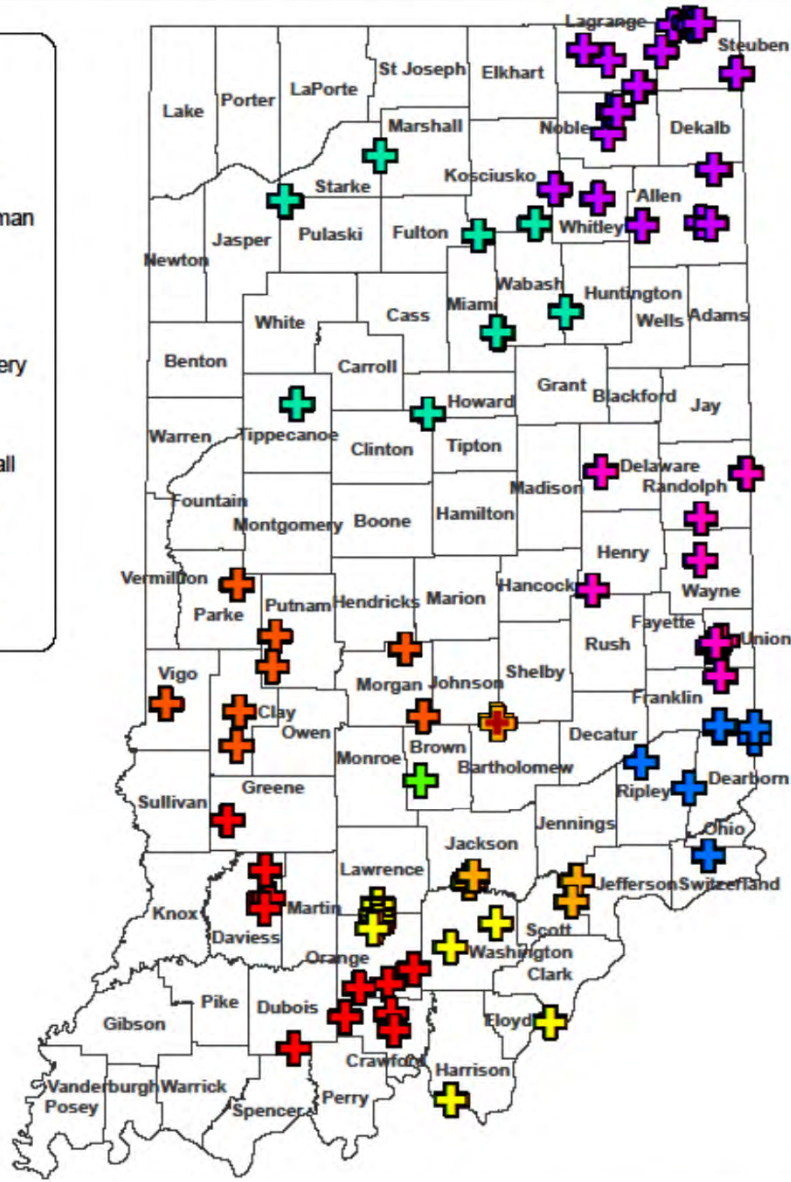 Lagrange
Steuben
St Joseph
Elkhart
LaPorte
Porter
Lake
Marshall
Noble
Dekalb
Kosciusko
Starke
Allen
man
Whitley
Fulton
Pulaski
Jasper
Newton
Wabash
Huntington
Miami
Cass
White
Wells
Adams
ery
Benton
Carroll
Grant
Blackford
Howard
Jay
Warren
Tippecanoe
Clinton
Tipton
all
Delaware
Randolph
Madison
Fountain
Hamilton
Montgomery
Boone
Henry
Vermillion
Hancock
Wayne
Parke
Putnam
Hendricks
Marion
Fayette
Union
Rush
Vigo
Shelby
Morgan
Johnson
Franklin
Clay
Owen
Decatur
Brown
Monroe
Bartholomew
Dearborn
Greene
Ripley
Sullivan
Jennings
Ohio
Jackson
Lawrence
Jefferson
Switzerland
Knox
Martin
Scott
Daviess
Washington
Orange
Clark
Pike
Dubois
Floyd
Gibson
Crawford
Harrison
Vanderburgh
Warrick
Posey
Perry
Spencer